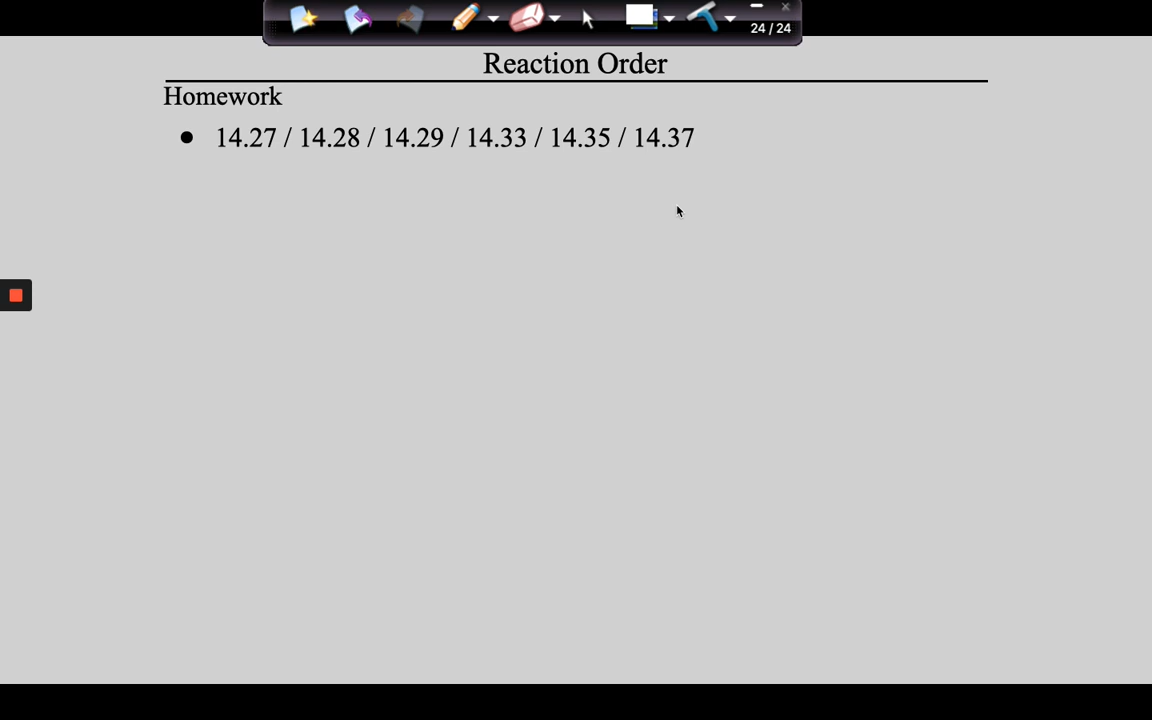 24 / 24
Reaction Order
Homework
● 14.27 / 14.28 / 14.29 / 14.33 / 14.35 / 14.37